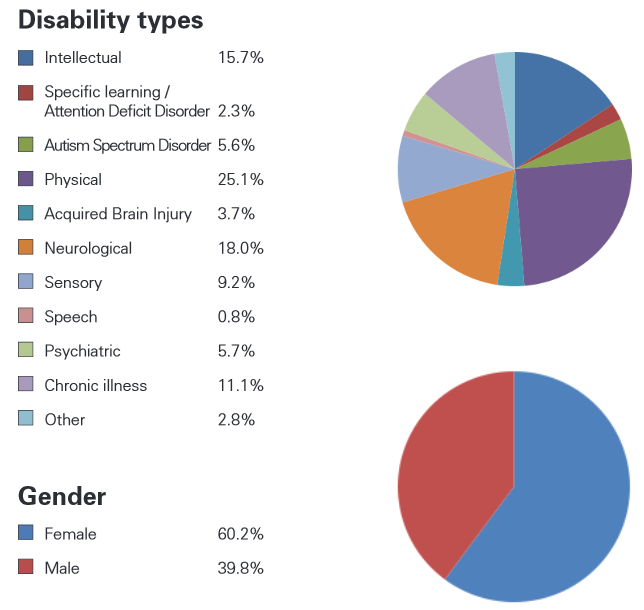 Disability types
Intellectual 15.7%
Specific learning /
Attention Deficit Disorder 2.3%
Autism Spectrum Disorder 5.6%
Physical 25.1%
Acquired Brain Injury 3.7%
Neurological 18.0%
Sensory 9.2%
Speech 0.8%
Psychiatric 5.7%
Chronic illness 11.1%
Other 2.8%
Gender
Female 60.2%
Male 39.8%